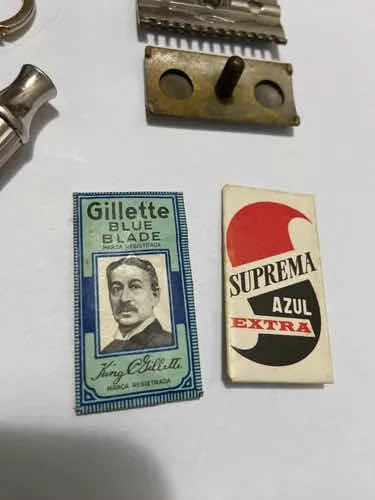 Gillette
BLUE
BLADE
MARCA REGISTRADA
King C Gillette
MARCA REGISTRADA
SUPREMA
AZUL
EXTRA